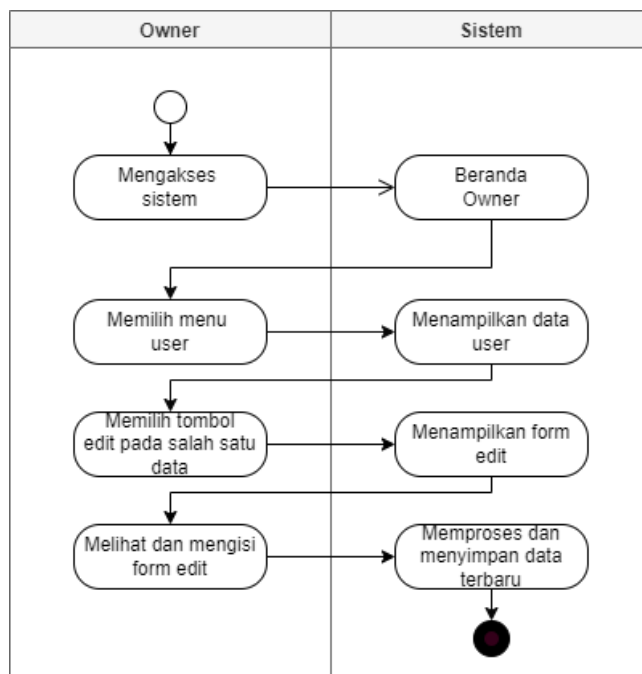 Owner
Sistem
Mengakses
sistem
Beranda
Owner
Memilih menu
user
Menampilkan data
user
Memilih tombol
edit pada salah satu
data
Menampilkan form
edit
Melihat dan mengisi
form edit
Memproses dan
menyimpan data
terbaru